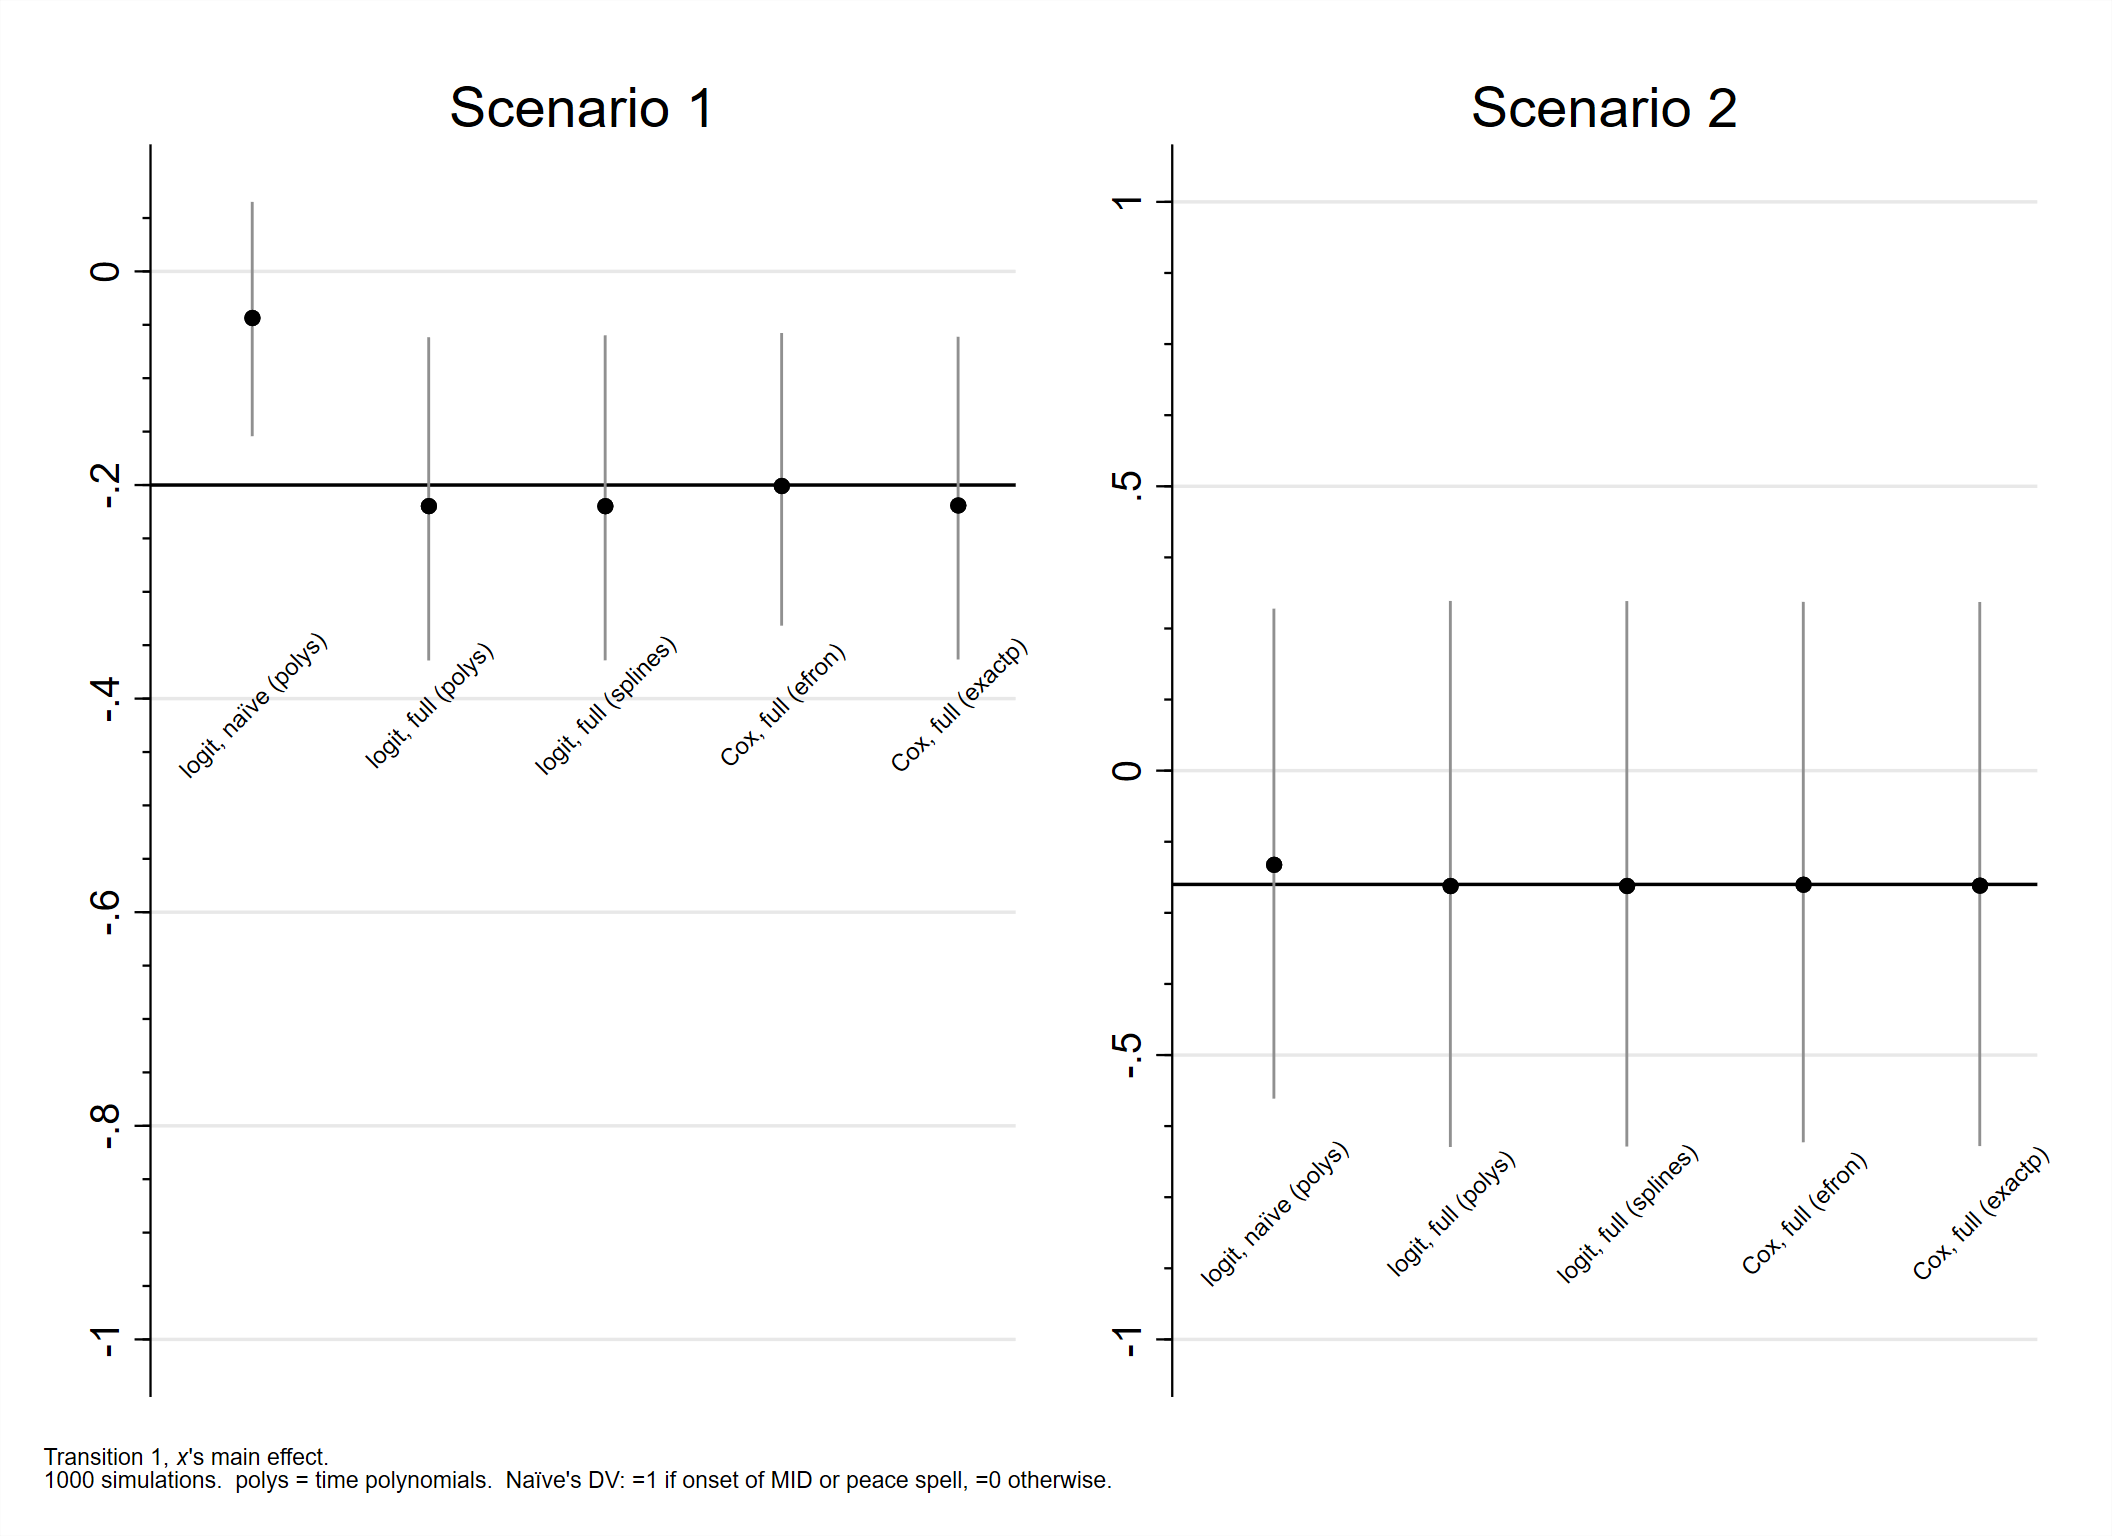 Scenario 1
0
-.2
-.4
-.6
-.8
-1
logit, naïve (polys)
logit, full (polys)
logit, full (splines)
Cox, full (efron)
Cox, full (exactp)
Scenario 2
1
.5
0
-.5
-1
logit, naïve (polys)
logit, full (polys)
logit, full (splines)
Cox, full (efron)
Cox, full (exactp)
Transition 1, x's main effect.
1000 simulations.  polys = time polynomials.  Naïve's DV: =1 if onset of MID or peace spell, =0 otherwise.